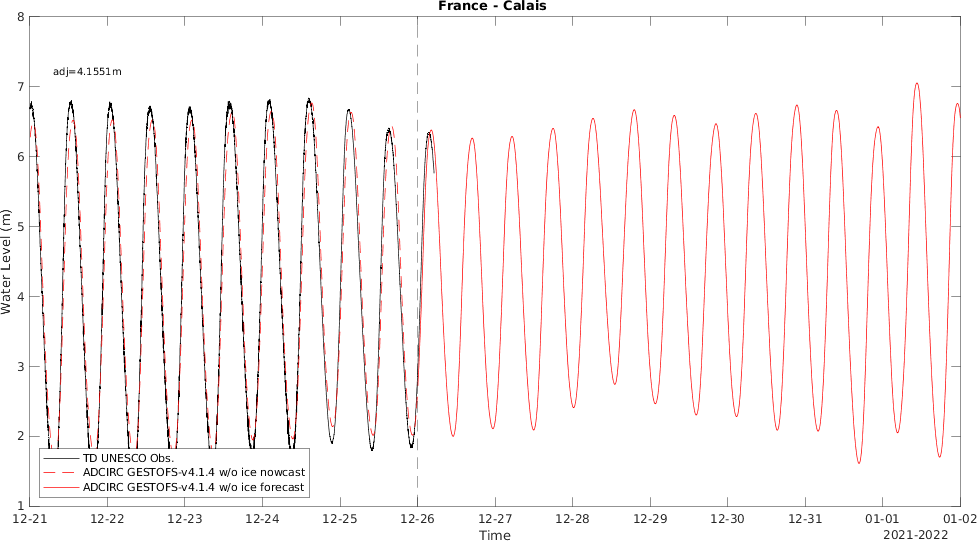 France - Calais
8
adj=4.1551m
7
6
5
Water Level (m)
4
3
2
1
TD UNESCO Obs.
ADCIRC GESTOFS-v4.1.4 w/o ice nowcast
ADCIRC GESTOFS-v4.1.4 w/o ice forecast
12-21 12-22 12-23 12-24 12-25 12-26 12-27 12-28 12-29 12-30 12-31 01-01 01-02
Time
2021-2022